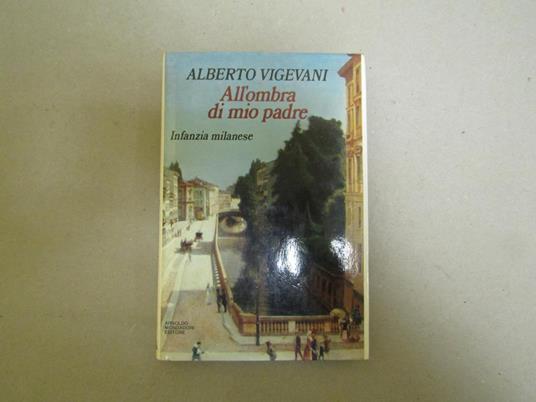 ALBERTO VIGEVANI
All'ombra
di mio padre
Infanzia milanese
ARNOLDO
MONDADORI
EDITORE